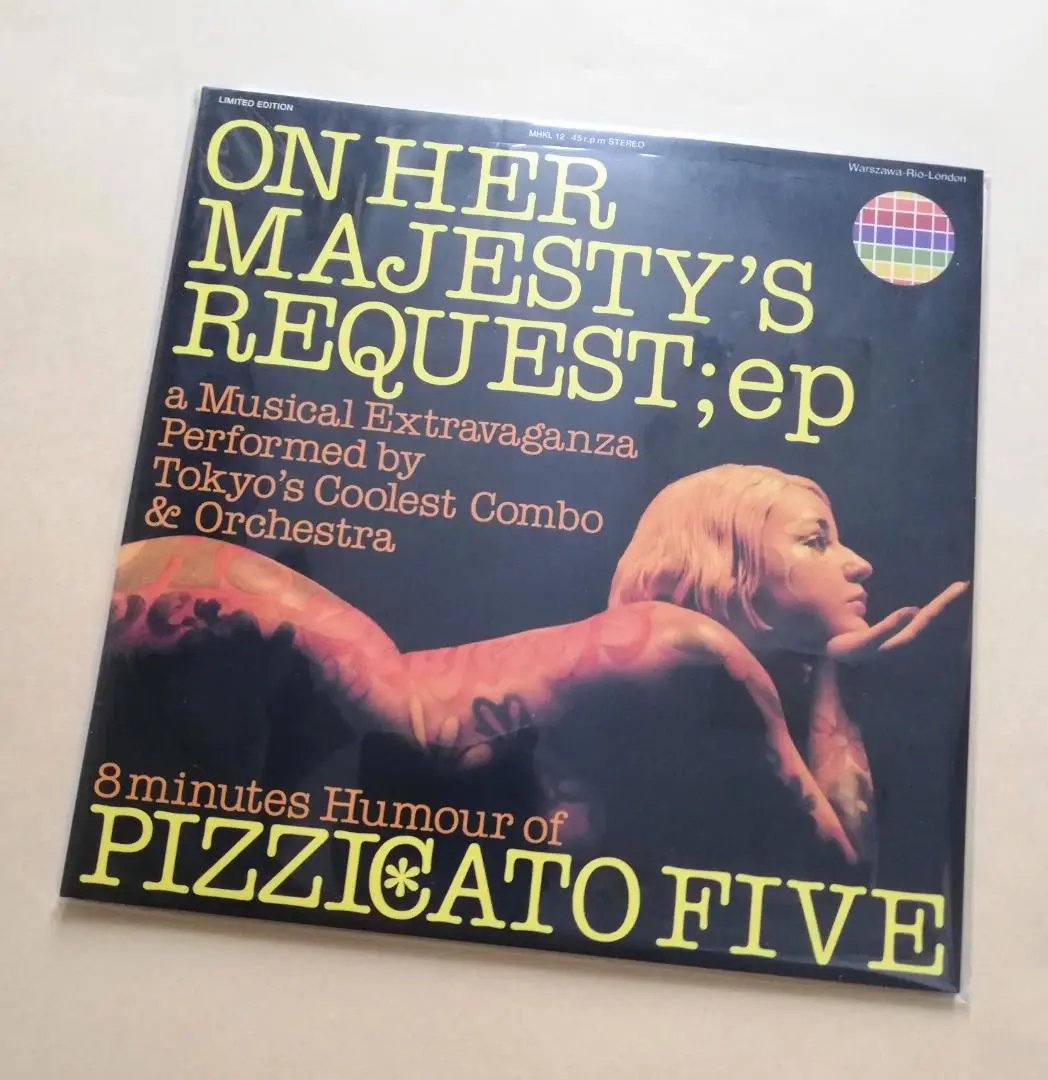 LIMITED EDITION
MHKL 12 45 r.p.m STEREO
Warszawa-Rio-London
ON HER
MAJESTY'S
REQUEST;ep
a Musical Extravaganza
Performed by
Tokyo's Coolest Combo
& Orchestra
8 minutes Humour of
PIZZICATO FIVE